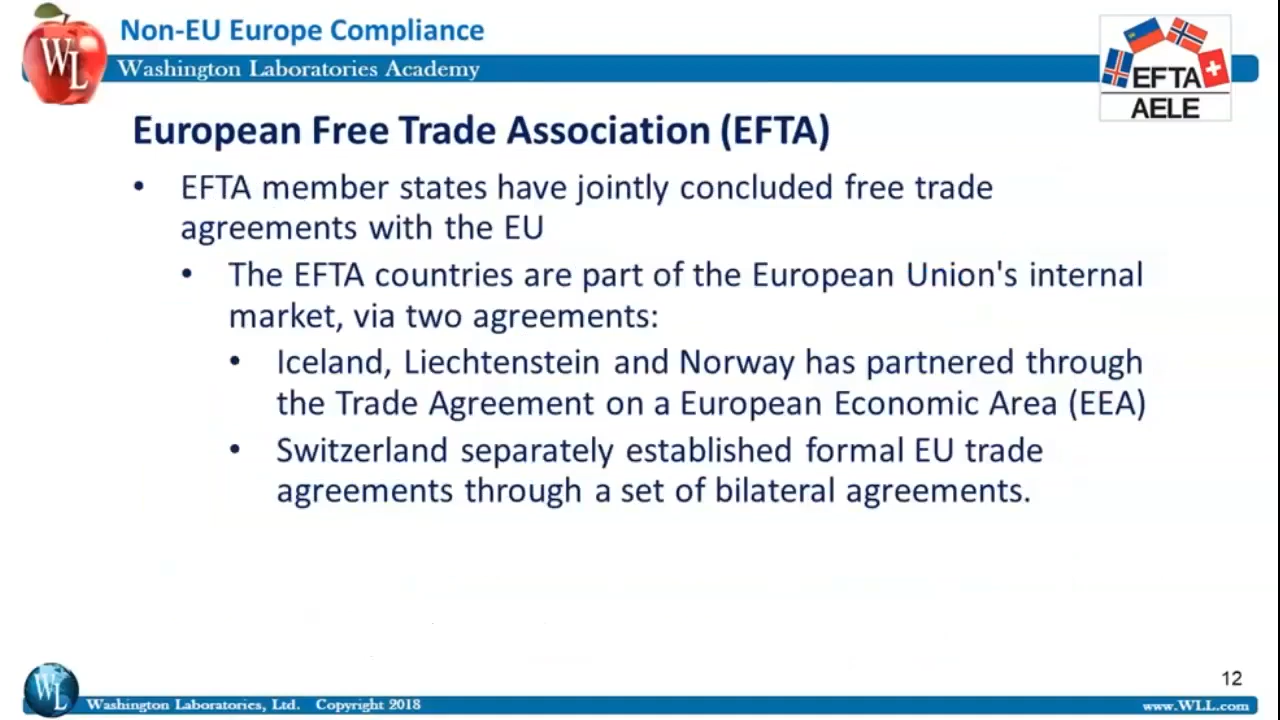 Non-EU Europe Compliance
WL
Washington Laboratories Academy
EFTA
AELE
European Free Trade Association (EFTA)
• EFTA member states have jointly concluded free trade
agreements with the EU
• The EFTA countries are part of the European Union's internal
market, via two agreements:
• Iceland, Liechtenstein and Norway has partnered through
the Trade Agreement on a European Economic Area (EEA)
• Switzerland separately established formal EU trade
agreements through a set of bilateral agreements.
12
WL
Washington Laboratories, Ltd. Copyright 2018
www.WLL.com